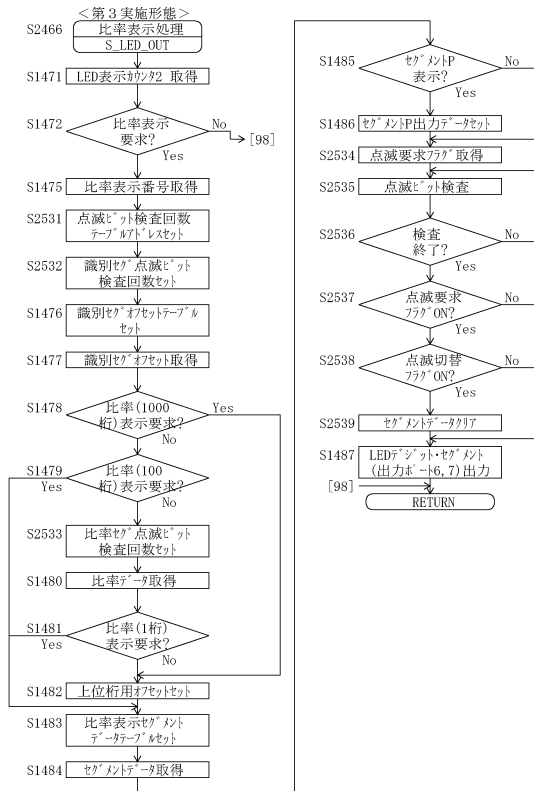 ＜第３実施形態＞
S2466
比率表示処理
S_LED_OUT
S1471
LED表示ｶｳﾝﾀ2 取得
S1472
比率表示
要求?
No
[98]
Yes
S1475
比率表示番号取得
S2531
点滅ﾋﾞｯﾄ検査回数
ﾃｰﾌﾞﾙｱﾄﾞﾚｽｾｯﾄ
S2532
識別ｾｸﾞ点滅ﾋﾞｯﾄ
検査回数ｾｯﾄ
S1476
識別ｾｸﾞｵﾌｾｯﾄﾃｰﾌﾞﾙ
ｾｯﾄ
S1477
識別ｾｸﾞｵﾌｾｯﾄ取得
S1478
比率(1000
桁)表示要求?
Yes
No
S1479
Yes
比率(100
桁)表示要求?
No
S2533
比率ｾｸﾞ点滅ﾋﾞｯﾄ
検査回数ｾｯﾄ
S1480
比率ﾃﾞｰﾀ取得
S1481
Yes
比率(1桁)
表示要求?
No
S1482
上位桁用ｵﾌｾｯﾄｾｯﾄ
S1483
比率表示ｾｸﾞﾒﾝﾄ
ﾃﾞｰﾀﾃｰﾌﾞﾙｾｯﾄ
S1484
ｾｸﾞﾒﾝﾄﾃﾞｰﾀ取得
S1485
ｾｸﾞﾒﾝﾄP
表示?
No
Yes
S1486
ｾｸﾞﾒﾝﾄP出力ﾃﾞｰﾀｾｯﾄ
S2534
点滅要求ﾌﾗｸﾞ取得
S2535
点滅ﾋﾞｯﾄ検査
S2536
検査
終了?
No
Yes
S2537
点滅要求
ﾌﾗｸﾞON?
No
Yes
S2538
点滅切替
ﾌﾗｸﾞON?
No
Yes
S2539
ｾｸﾞﾒﾝﾄﾃﾞｰﾀｸﾘｱ
S1487
LEDﾃﾞｼﾞｯﾄ・ｾｸﾞﾒﾝﾄ
(出力ﾎﾟｰﾄ6,7)出力
[98]
RETURN